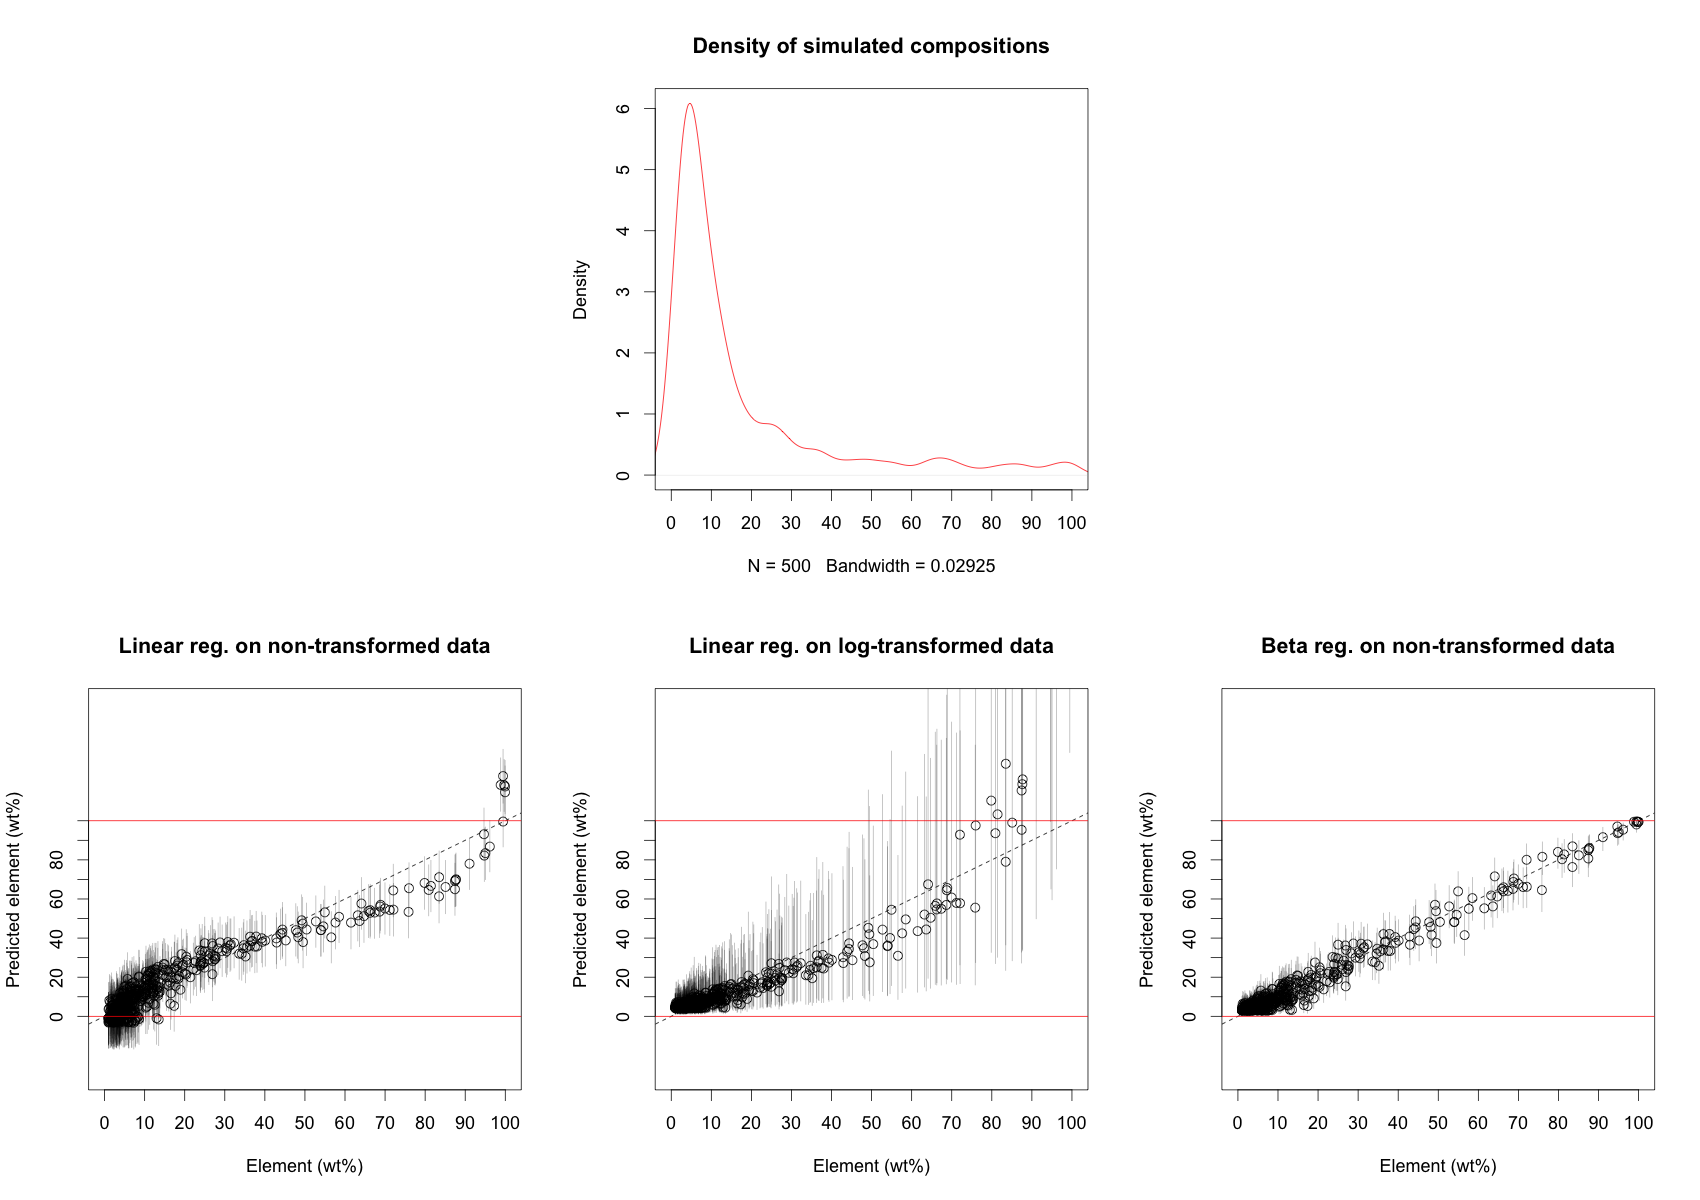 Density of simulated compositions
Density
0 1 2 3 4 5 6
0 10 20 30 40 50 60 70 80 90 100
N = 500 Bandwidth = 0.02925
Linear reg. on non-transformed data
Predicted element (wt%)
0 20 40 60 80
0 10 20 30 40 50 60 70 80 90 100
Element (wt%)
Linear reg. on log-transformed data
Predicted element (wt%)
0 20 40 60 80
0 10 20 30 40 50 60 70 80 90 100
Element (wt%)
Beta reg. on non-transformed data
Predicted element (wt%)
0 20 40 60 80
0 10 20 30 40 50 60 70 80 90 100
Element (wt%)